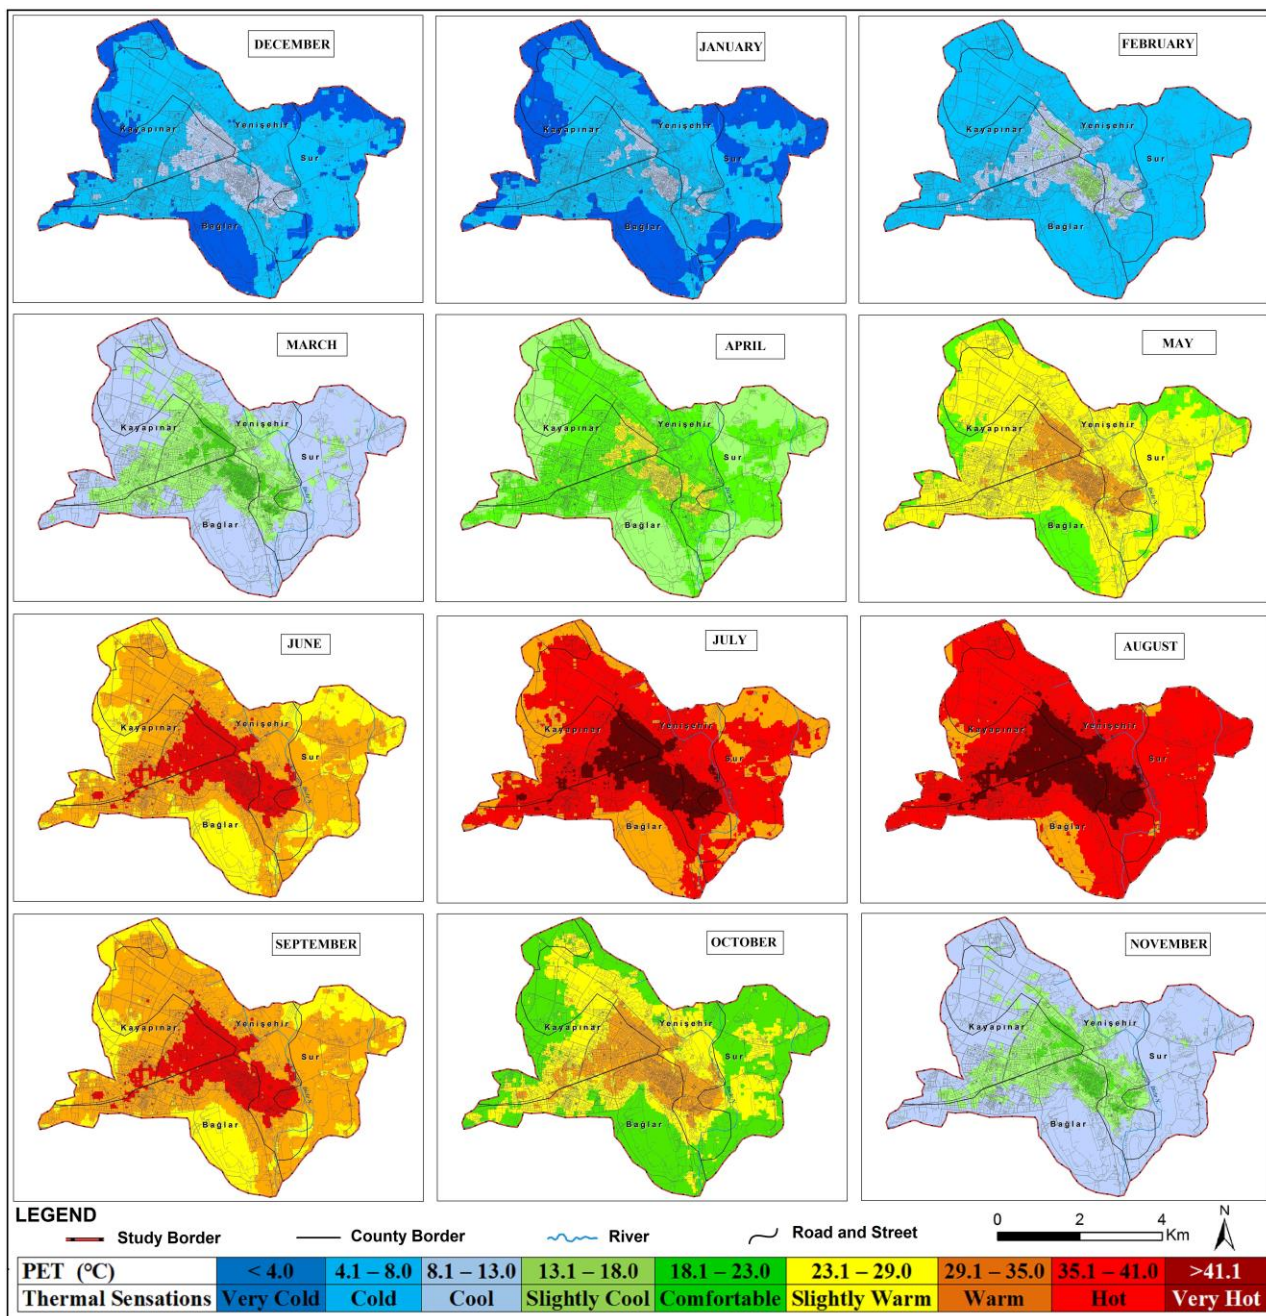 DECEMBER
Kayapınar
Yenişehir
Sur
Bağlar
JANUARY
Kayapınar
Yenişehir
Sur
Bağlar
FEBRUARY
Kayapınar
Yenişehir
Sur
Bağlar
MARCH
Kayapınar
Yenişehir
Sur
Bağlar
APRIL
Kayapınar
Yenişehir
Sur
Bağlar
MAY
Kayapınar
Yenişehir
Sur
Bağlar
JUNE
Kayapınar
Yenişehir
Sur
Bağlar
JULY
Kayapınar
Yenişehir
Sur
Bağlar
AUGUST
Kayapınar
Yenişehir
Sur
Bağlar
SEPTEMBER
Kayapınar
Yenişehir
Sur
Bağlar
OCTOBER
Kayapınar
Yenişehir
Sur
Bağlar
NOVEMBER
Kayapınar
Yenişehir
Sur
Bağlar
LEGEND
Study Border County Border River Road and Street 0 2 4 Km N
PET (°C) < 4.0 4.1 – 8.0 8.1 – 13.0 13.1 – 18.0 18.1 – 23.0 23.1 – 29.0 29.1 – 35.0 35.1 – 41.0 >41.1
Thermal Sensations Very Cold Cold Cool Slightly Cool Comfortable Slightly Warm Warm Hot Very Hot